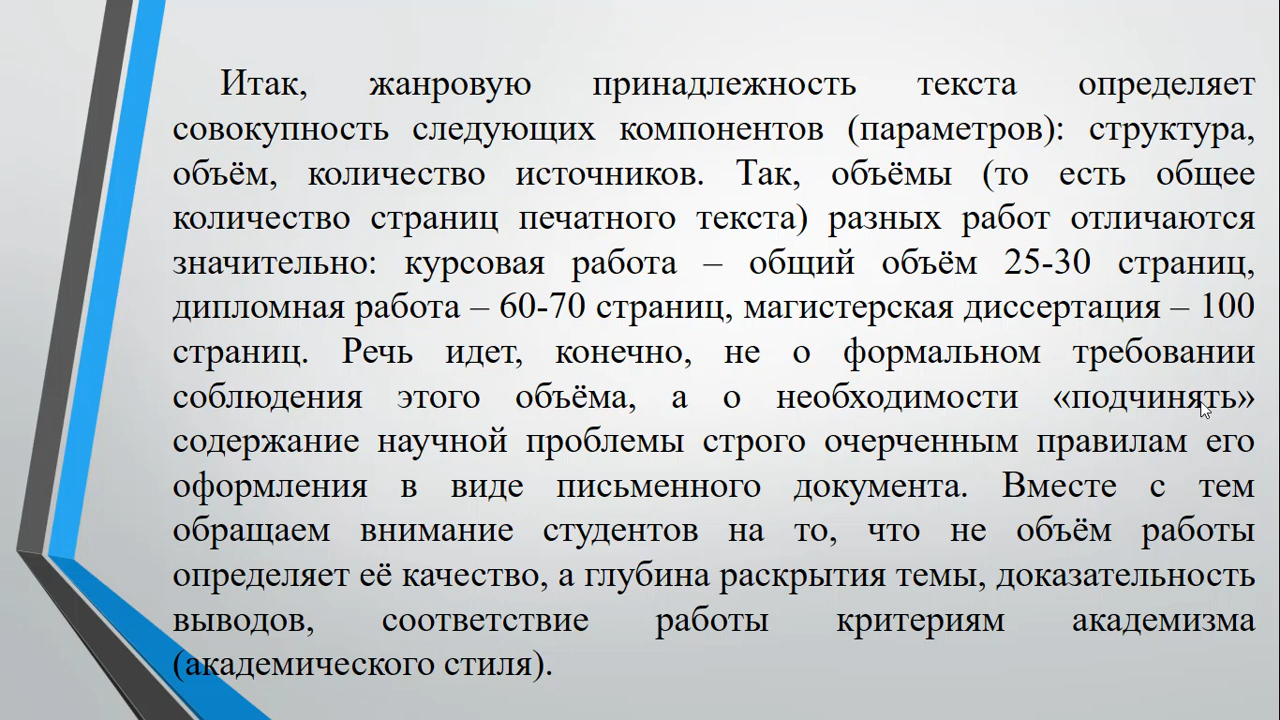 Итак, жанровую принадлежность текста определяет
совокупность следующих компонентов (параметров): структура,
объём, количество источников. Так, объёмы (то есть общее
количество страниц печатного текста) разных работ отличаются
значительно: курсовая работа – общий объём 25-30 страниц,
дипломная работа – 60-70 страниц, магистерская диссертация – 100
страниц. Речь идет, конечно, не о формальном требовании
соблюдения этого объёма, а о необходимости «подчинять»
содержание научной проблемы строго очерченным правилам его
оформления в виде письменного документа. Вместе с тем
обращаем внимание студентов на то, что не объём работы
определяет её качество, а глубина раскрытия темы, доказательность
выводов, соответствие работы критериям академизма
(академического стиля).